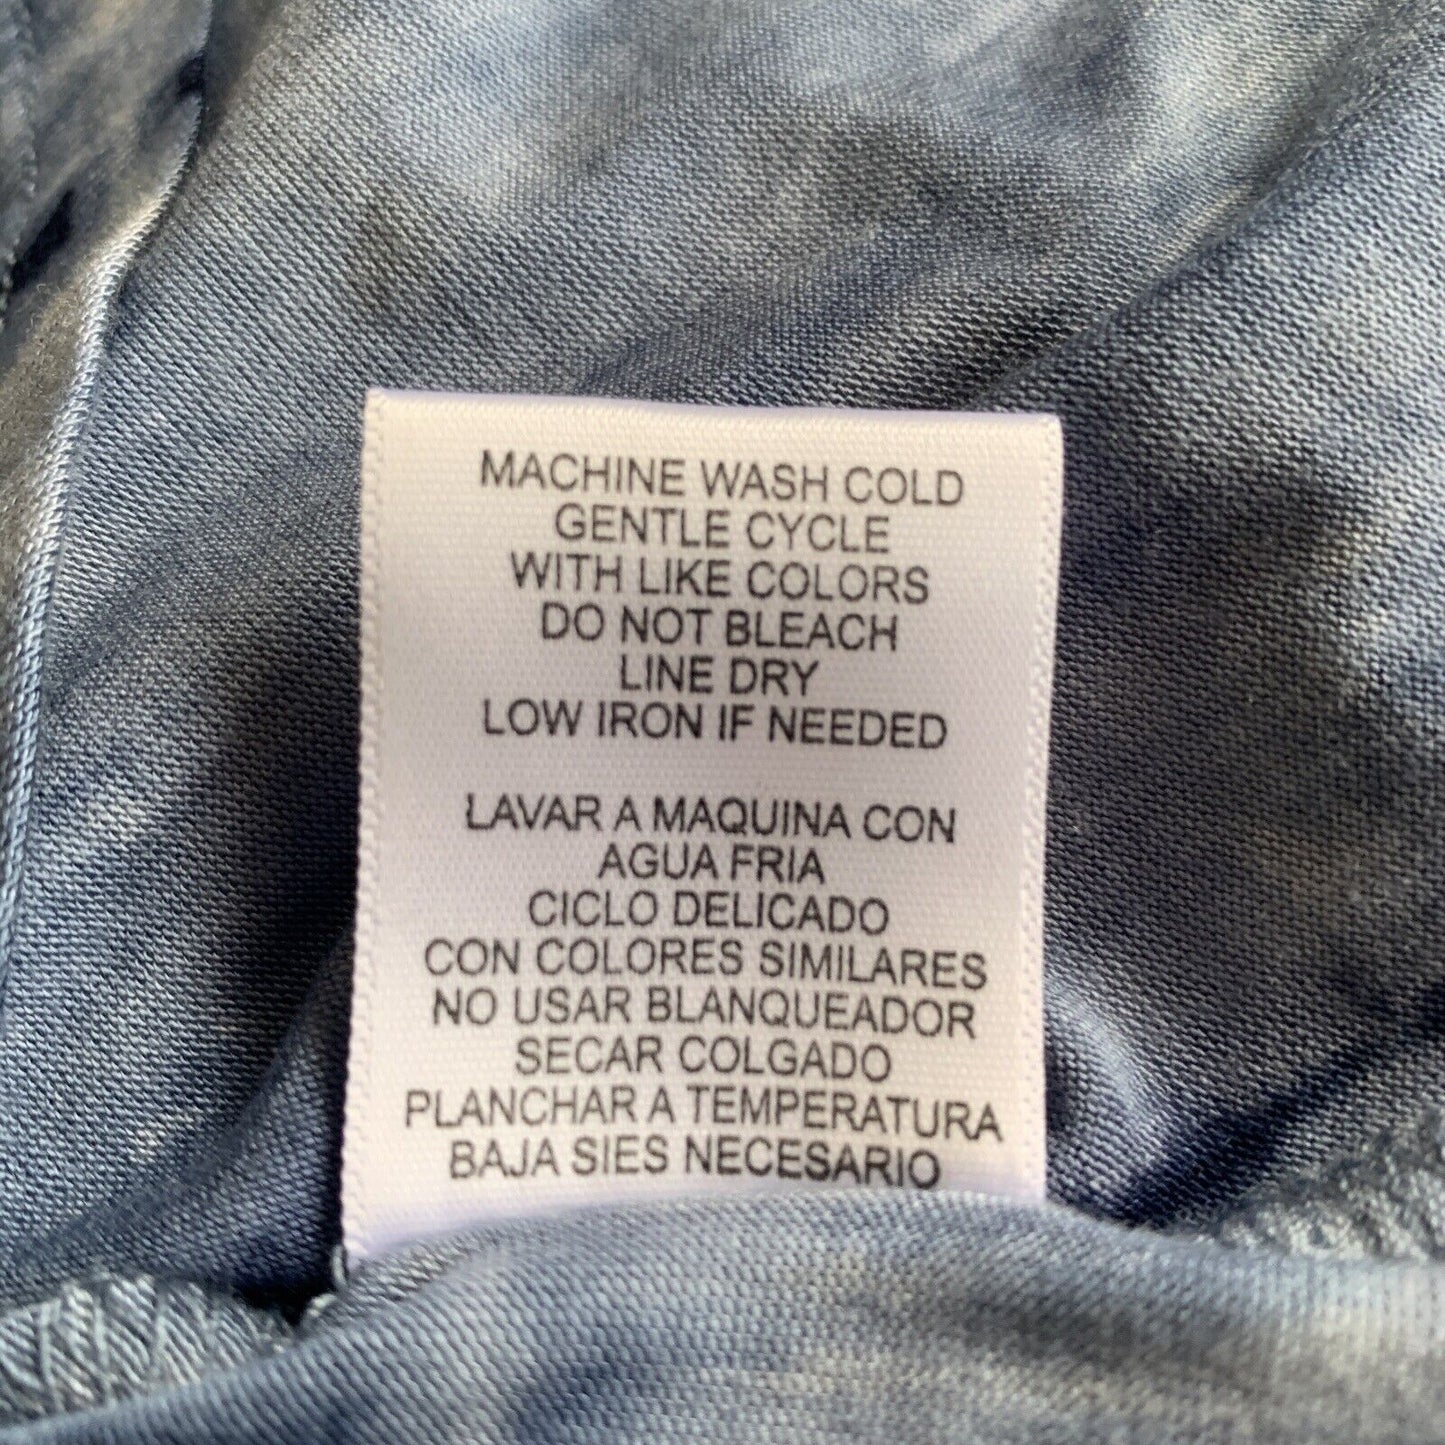 MACHINE WASH COLD
GENTLE CYCLE
WITH LIKE COLORS
DO NOT BLEACH
LINE DRY
LOW IRON IF NEEDED
LAVAR A MAQUINA CON
AGUA FRIA
CICLO DELICADO
CON COLORES SIMILARES
NO USAR BLANQUEADOR
SECAR COLGADO
PLANCHAR A TEMPERATURA
BAJA SIES NECESARIO